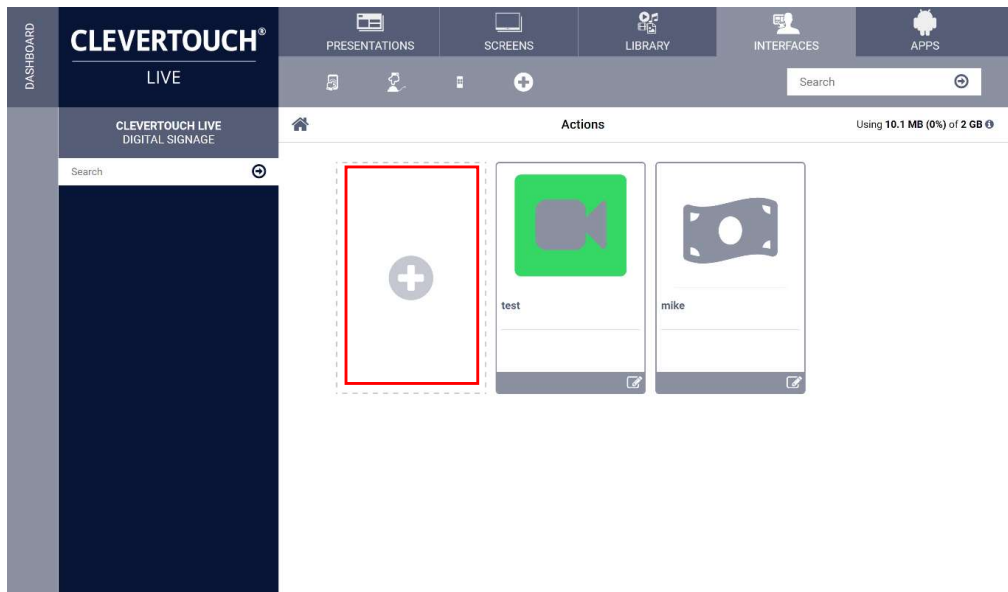 DASHBOARD
CLEVERTOUCH®
LIVE
PRESENTATIONS
SCREENS
LIBRARY
INTERFACES
APPS
Search
CLEVERTOUCH LIVE
DIGITAL SIGNAGE
Search
Actions
Using 10.1 MB (0%) of 2 GB
test
mike